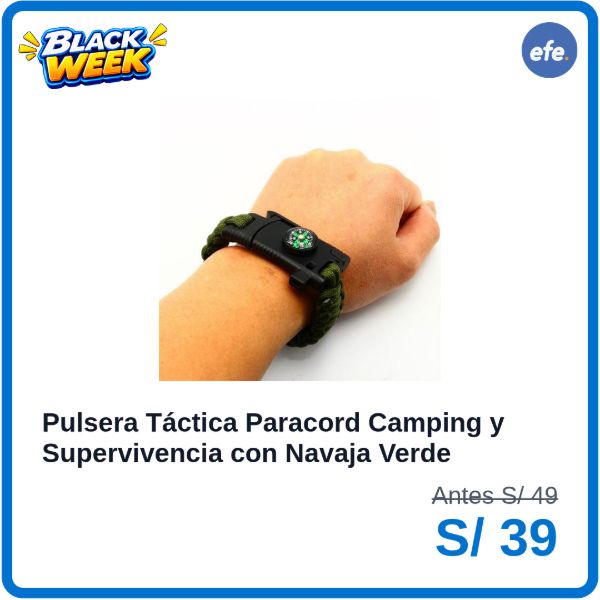 BLACK
WEEK
efe.
Pulsera Táctica Paracord Camping y
Supervivencia con Navaja Verde
Antes S/ 49
S/ 39